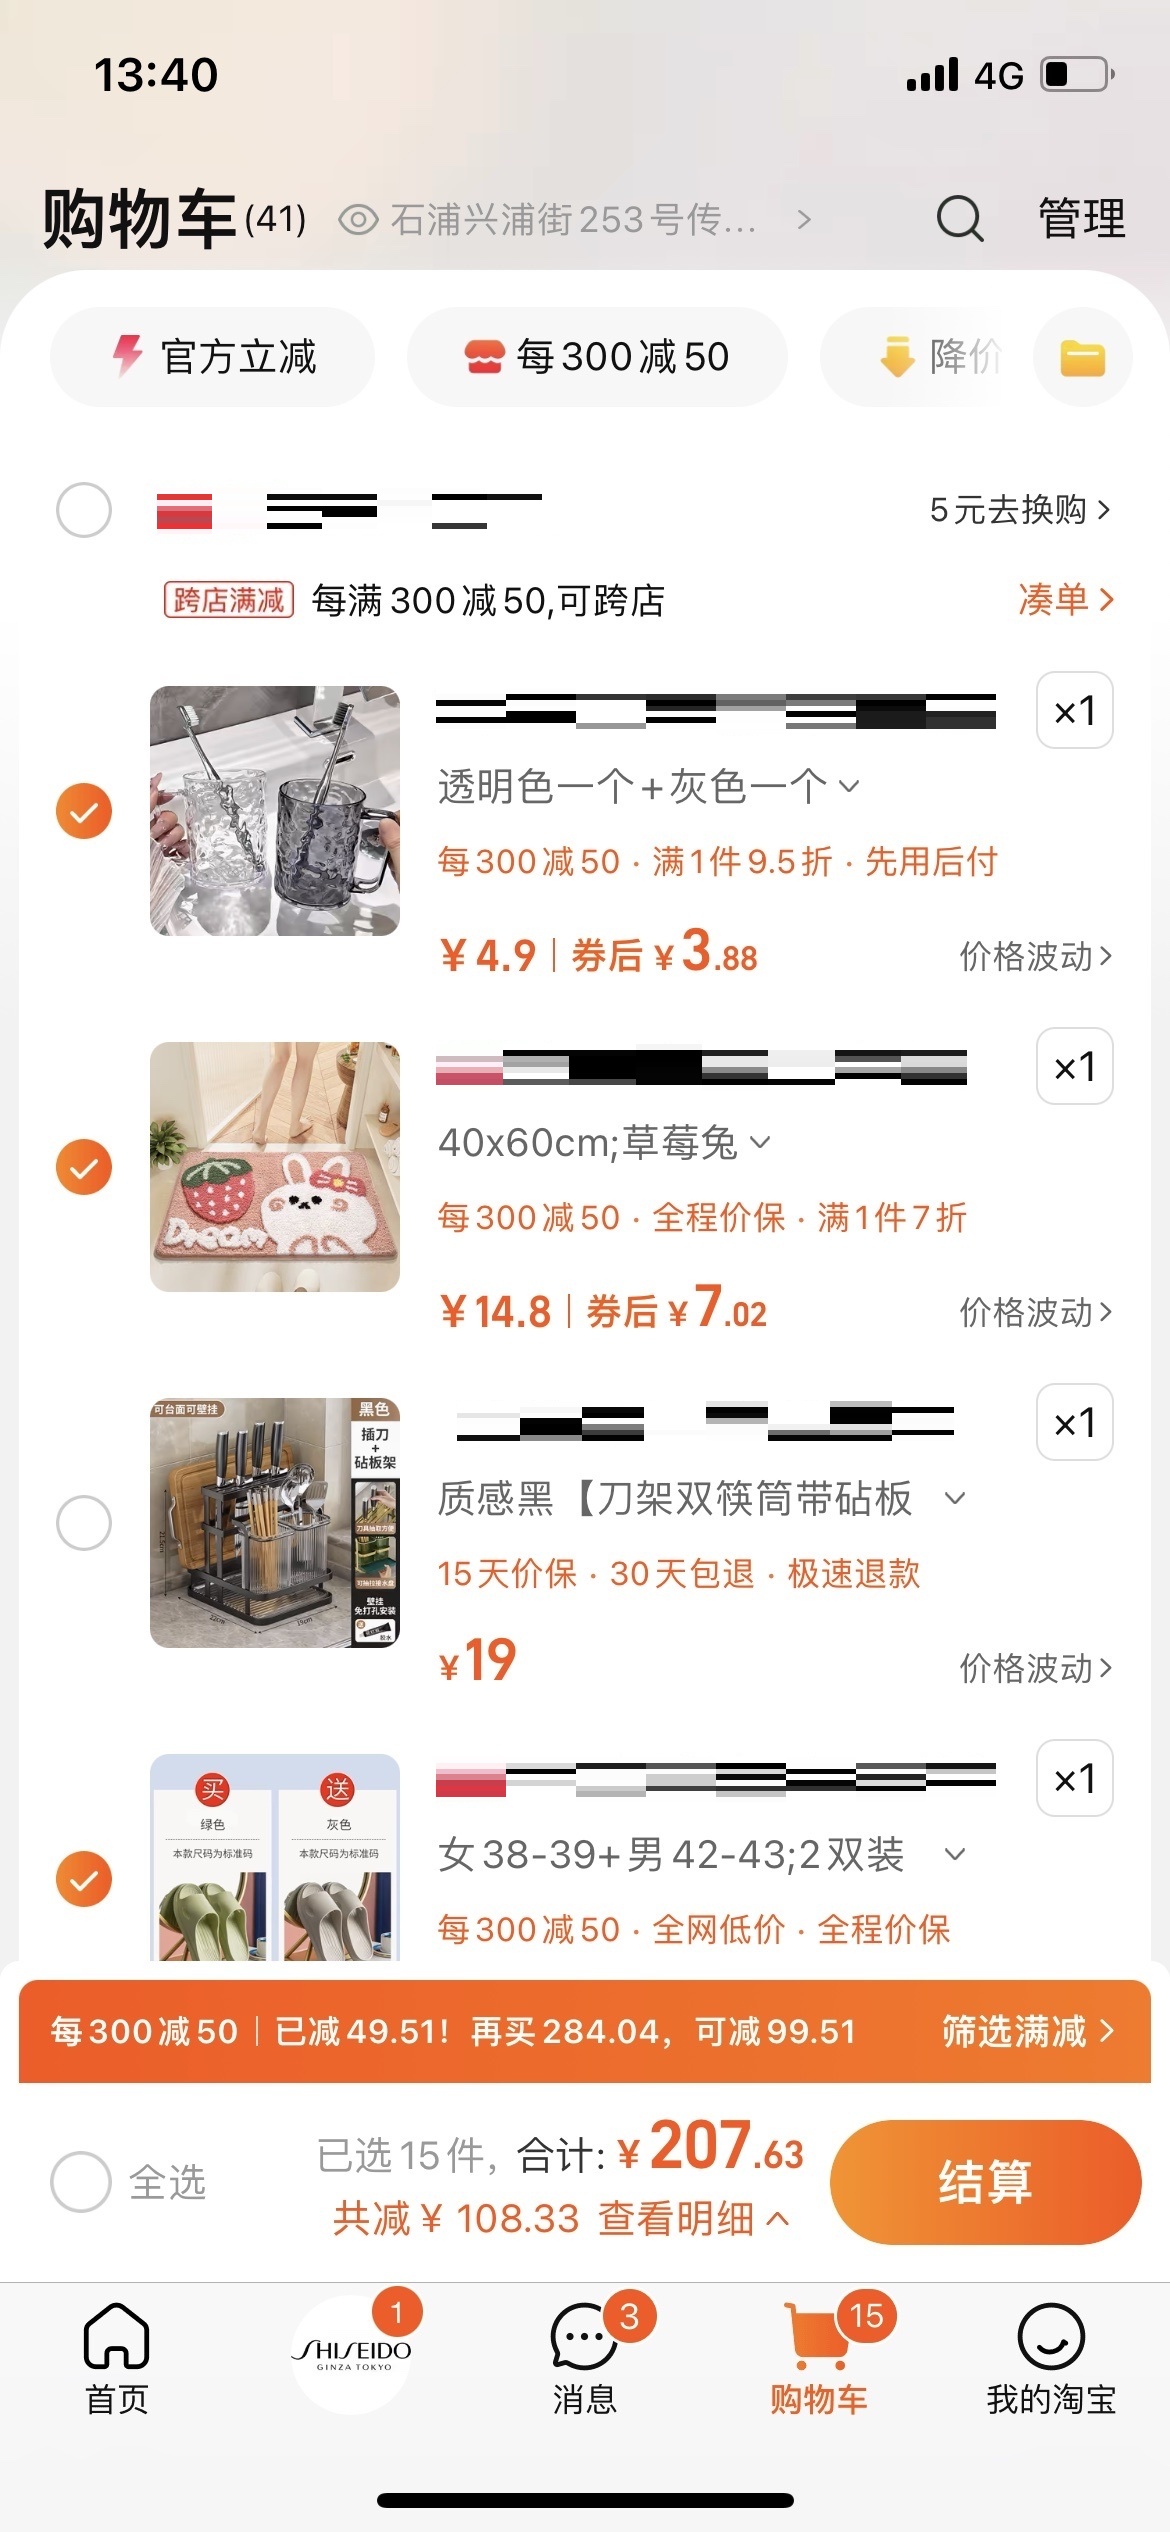 13:40
4G
购物车(41)
石浦兴浦街253号传...
管理
官方立减
每300减50
降价
5元去换购
跨店满减
每满300减50,可跨店
凑单
×1
透明色一个+灰色一个
每300减50 · 满1件9.5折 · 先用后付
¥4.9
券后 ¥3.88
价格波动
Dream
×1
40x60cm;草莓兔
每300减50 · 全程价保 · 满1件7折
¥14.8
券后 ¥7.02
价格波动
可台面可壁挂
黑色
插刀
+
砧板架
壁挂
免打孔安装
×1
质感黑【刀架双筷筒带砧板
15天价保 · 30天包退 · 极速退款
¥19
价格波动
买
绿色
本款尺码为标准码
送
灰色
本款尺码为标准码
×1
女38-39+男42-43;2双装
每300减50 · 全网低价 · 全程价保
每300减50
已减49.51！再买284.04，可减99.51
筛选满减
全选
已选15件，合计: ¥207.63
共减¥ 108.33 查看明细
结算
首页
SHISEIDO
GINZA TOKYO
1
消息
3
购物车
15
我的淘宝